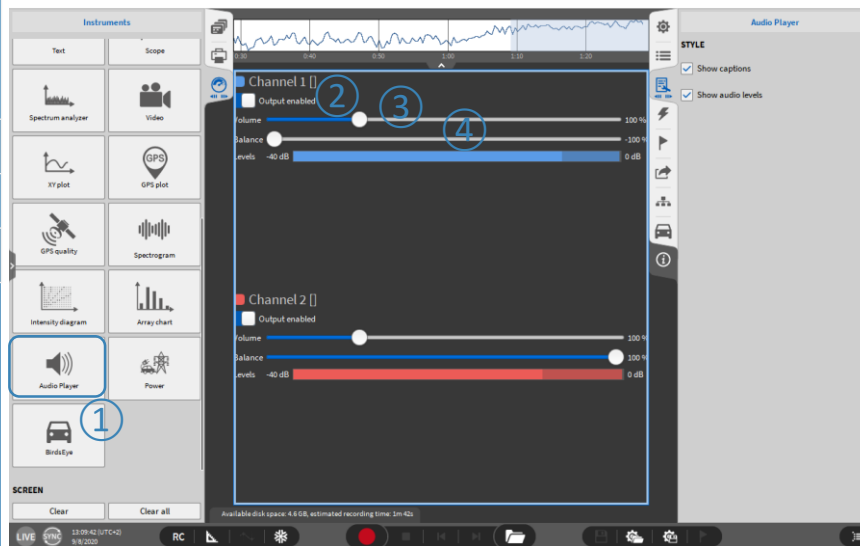 Instruments
Text
Scope
Spectrum analyzer
Video
XY plot
GPS
GPS plot
GPS quality
Spectrogram
Intensity diagram
Array chart
Audio Player
Power
1
BirdsEye
SCREEN
Clear
Clear all
0:30 0:40 0:50 1:00 1:10 1:20
Channel 1 []
2
Output enabled
3
Volume 100 %
4
Balance -100 %
Levels -40 dB 0 dB
Channel 2 []
Output enabled
Volume 100 %
Balance 100 %
Levels -40 dB 0 dB
Available disk space: 4.6 GB, estimated recording time: 1m 42s
Audio Player
STYLE
Show captions
Show audio levels
LIVE SYNC 13:09:42 (UTC+2)
9/8/2020
RC